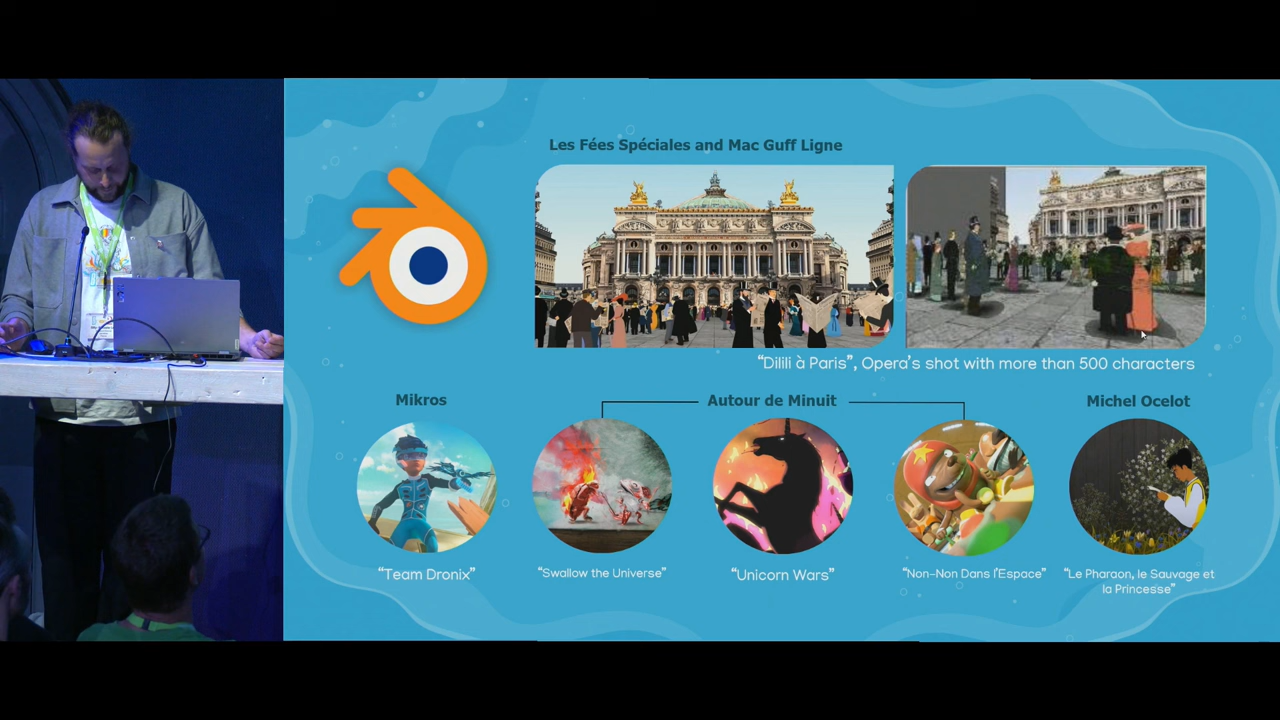 Les Fées Spéciales and Mac Guff Ligne
“Dilili à Paris”, Opera's shot with more than 500 characters
Mikros
Autour de Minuit
Michel Ocelot
“Team Dronix”
“Swallow the Universe”
“Unicorn Wars”
“Non-Non Dans l'Espace”
“Le Pharaon, le Sauvage et
la Princesse”